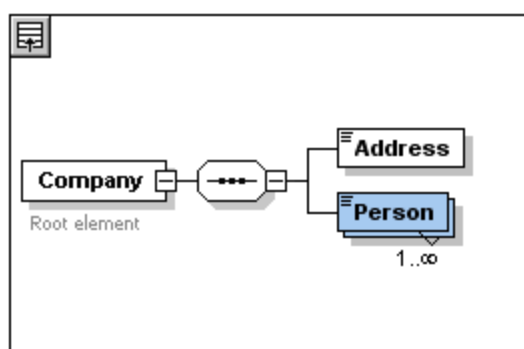 Company
Root element
Address
Person
1..∞